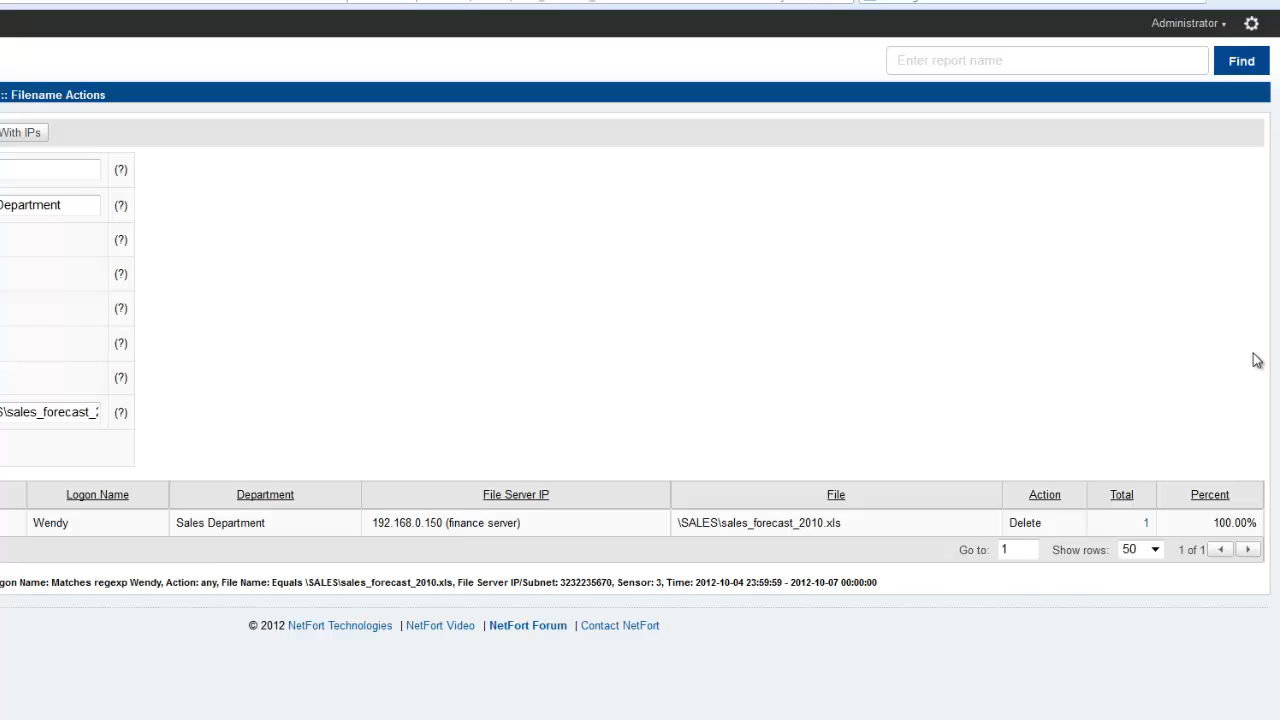 Administrator
Enter report name
Find
:: Filename Actions
With IPs
(?)
Department (?)
(?)
(?)
(?)
(?)
(?)
\sales_forecast_2 (?)
Logon Name Department File Server IP File Action Total Percent
Wendy Sales Department 192.168.0.150 (finance server) \SALES\sales_forecast_2010.xls Delete 1 100.00%
Go to: 1 Show rows: 50 1 of 1
gon Name: Matches regexp Wendy, Action: any, File Name: Equals \SALES\sales_forecast_2010.xls, File Server IP/Subnet: 3232235670, Sensor: 3, Time: 2012-10-04 23:59:59 - 2012-10-07 00:00:00
© 2012 NetFort Technologies | NetFort Video | NetFort Forum | Contact NetFort